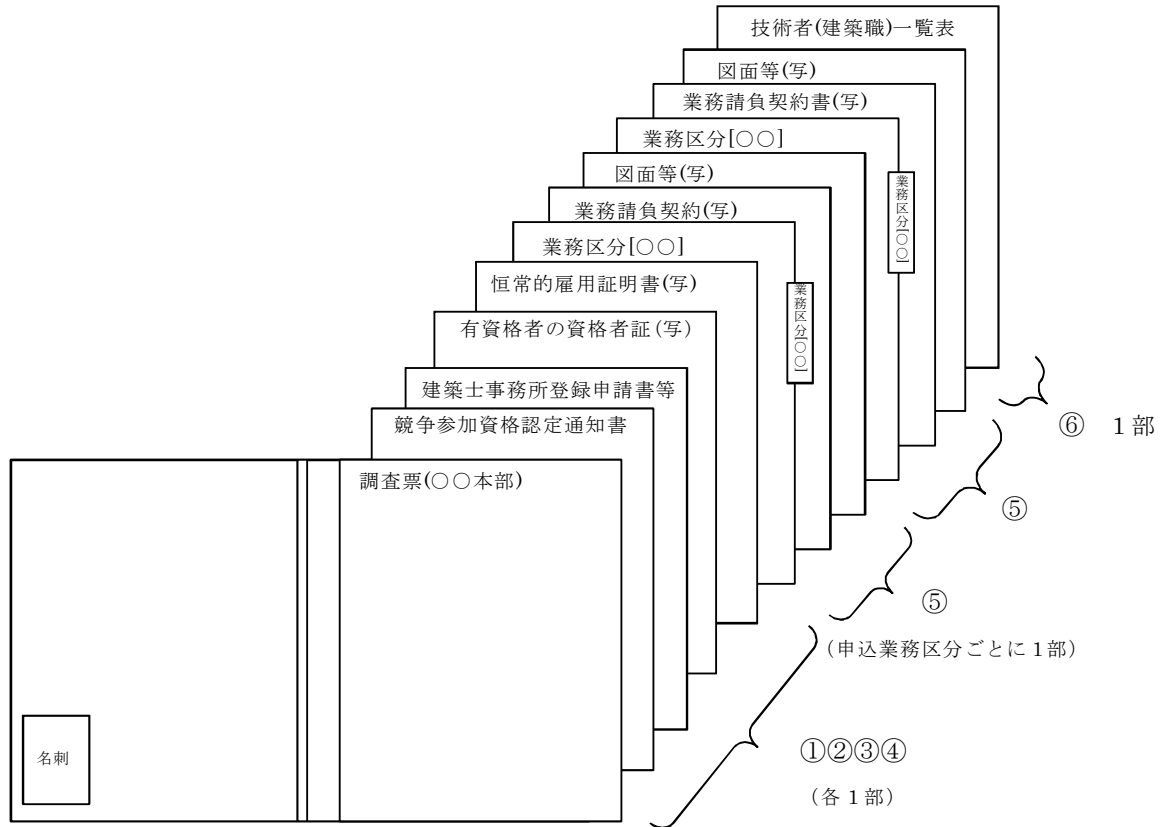 技術者(建築職)一覧表
図面等(写)
業務請負契約書(写)
業務区分[○○]
図面等(写)
業務請負契約(写)
業務区分[○○]
恒常的雇用証明書(写)
有資格者の資格者証(写)
建築士事務所登録申請書等
競争参加資格認定通知書
調査票(○○本部)
業務区分[○○]
業務区分[○○]
名刺
⑥ 1部
⑤
⑤
(申込業務区分ごとに1部)
①②③④
(各1部)